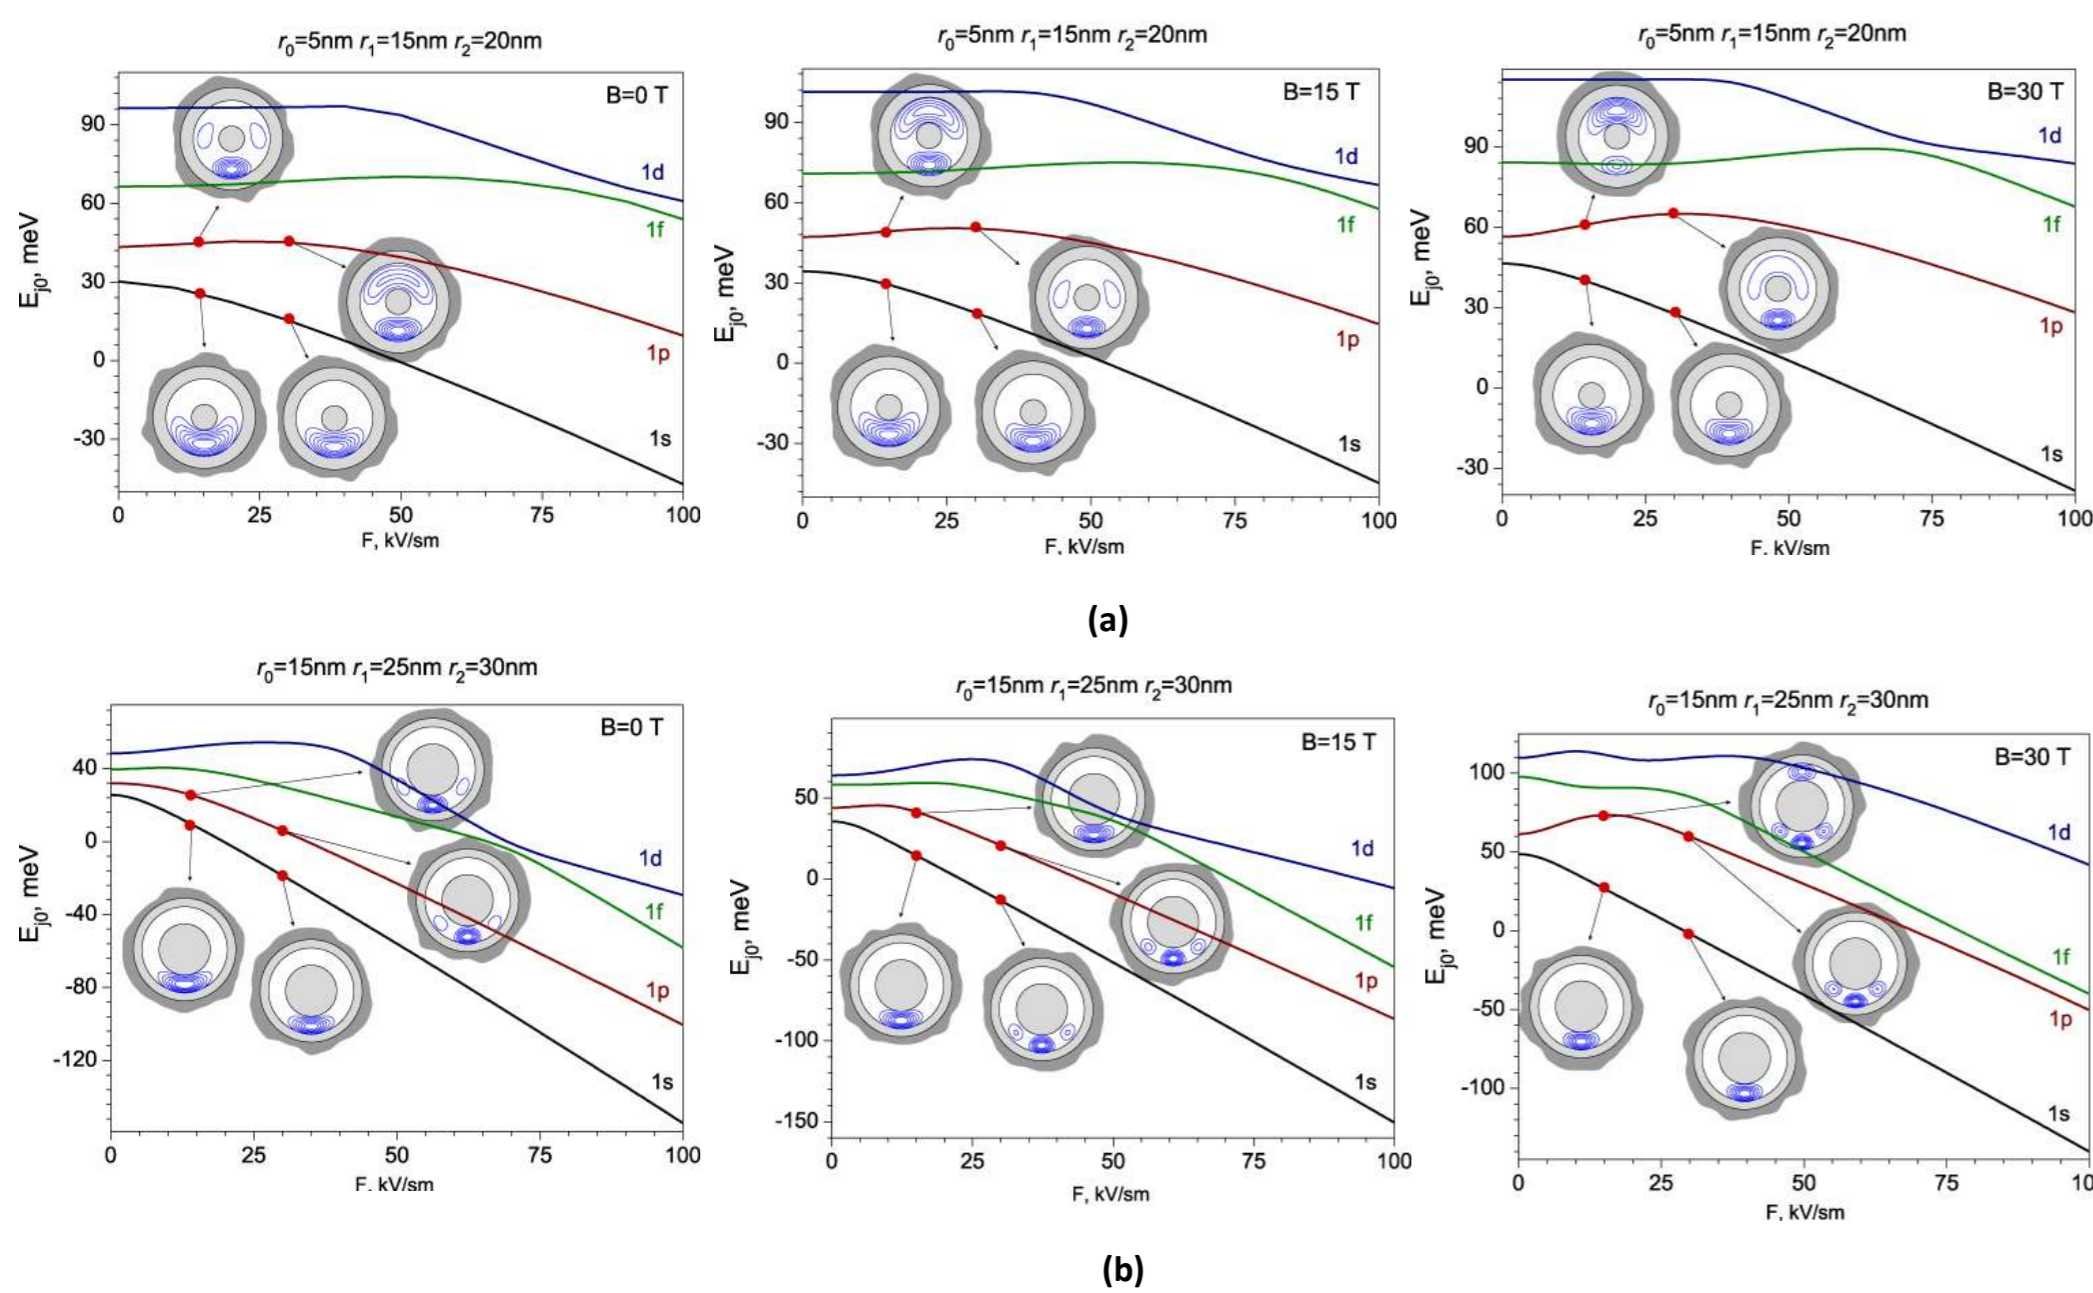 r0=5nm r1=15nm r2=20nm
B=0 T
90
60
30
0
-30
Ej0, meV
1d
1f
1p
1s
0 25 50 75 100
F, kV/sm
r0=5nm r1=15nm r2=20nm
B=15 T
90
60
30
0
-30
Ej0, meV
1d
1f
1p
1s
0 25 50 75 100
F, kV/sm
r0=5nm r1=15nm r2=20nm
B=30 T
90
60
30
0
-30
Ej0, meV
1d
1f
1p
1s
0 25 50 75 100
F, kV/sm
(a)
r0=15nm r1=25nm r2=30nm
B=0 T
40
0
-40
-80
-120
Ej0, meV
1d
1f
1p
1s
0 25 50 75 100
F, kV/sm
r0=15nm r1=25nm r2=30nm
B=15 T
50
0
-50
-100
-150
Ej0, meV
1d
1f
1p
1s
0 25 50 75 100
F, kV/sm
r0=15nm r1=25nm r2=30nm
B=30 T
100
50
0
-50
-100
Ej0, meV
1d
1f
1p
1s
0 25 50 75 10
F, kV/sm
(b)